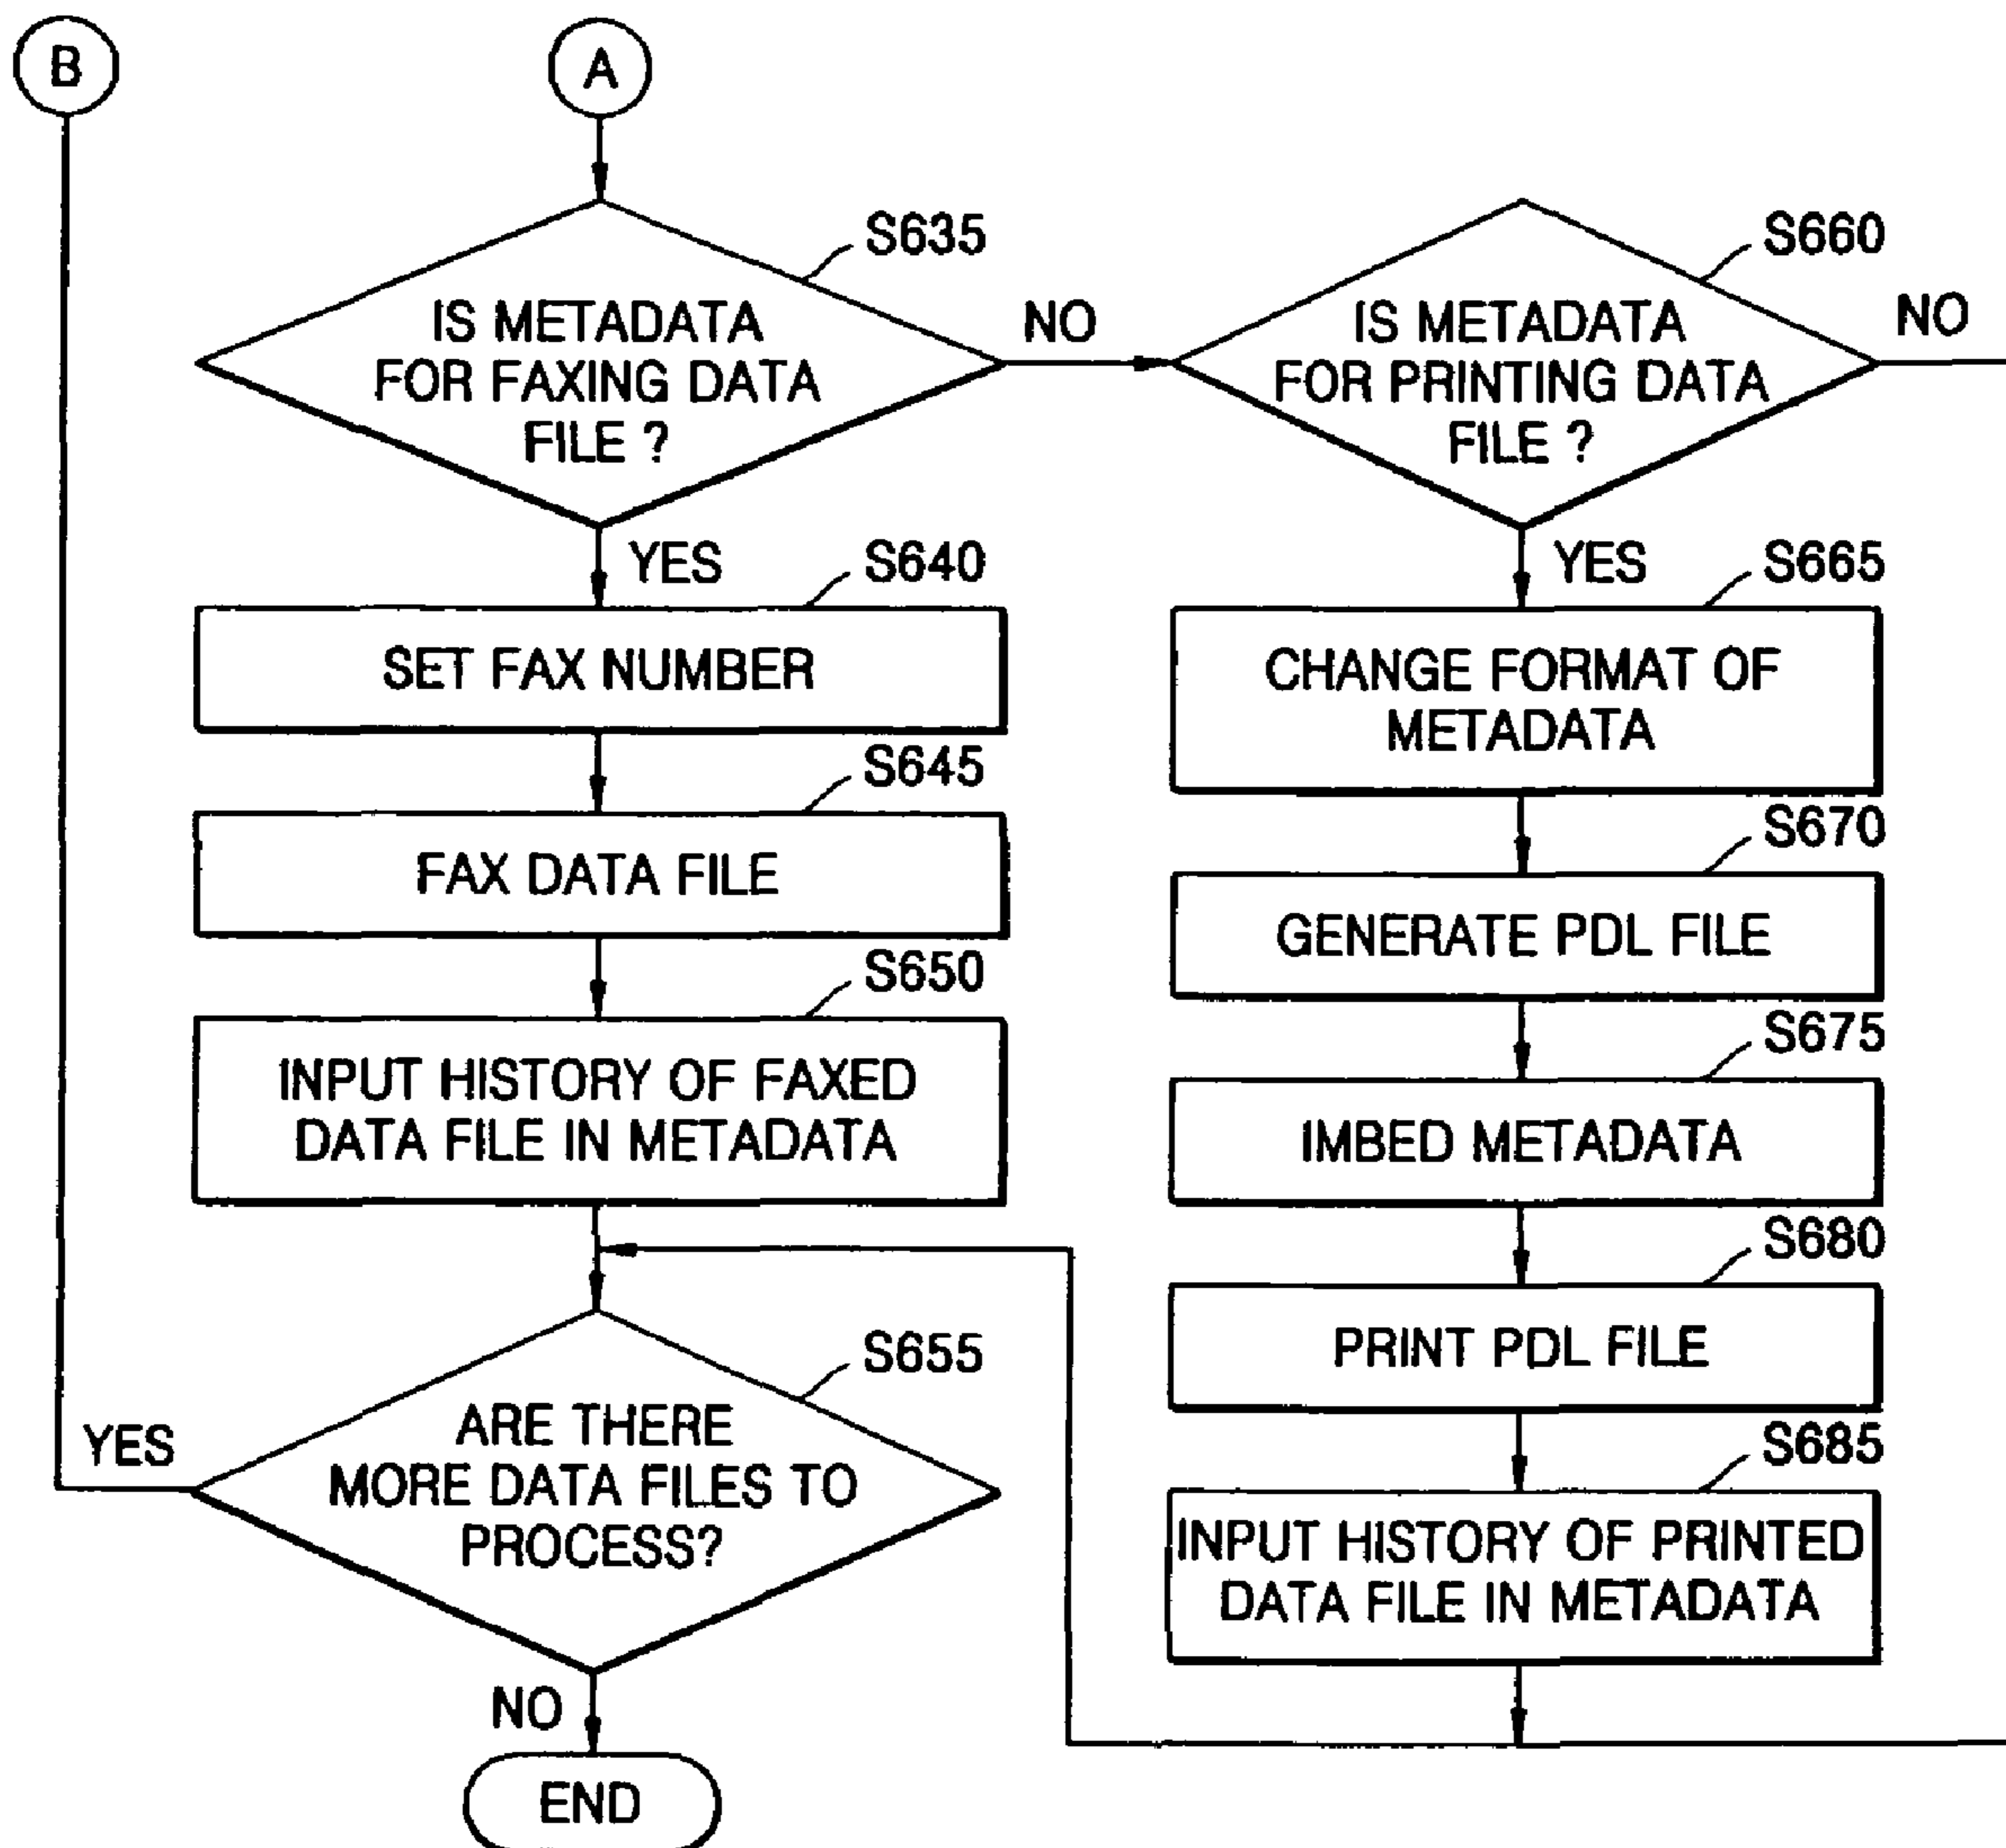 B
A
S635
IS METADATA
FOR FAXING DATA
FILE ?
NO
S660
IS METADATA
FOR PRINTING DATA
FILE ?
NO
YES
S640
SET FAX NUMBER
S645
FAX DATA FILE
S650
INPUT HISTORY OF FAXED
DATA FILE IN METADATA
S655
ARE THERE
MORE DATA FILES TO
PROCESS?
YES
NO
END
YES
S665
CHANGE FORMAT OF
METADATA
S670
GENERATE PDL FILE
S675
IMBED METADATA
S680
PRINT PDL FILE
S685
INPUT HISTORY OF PRINTED
DATA FILE IN METADATA